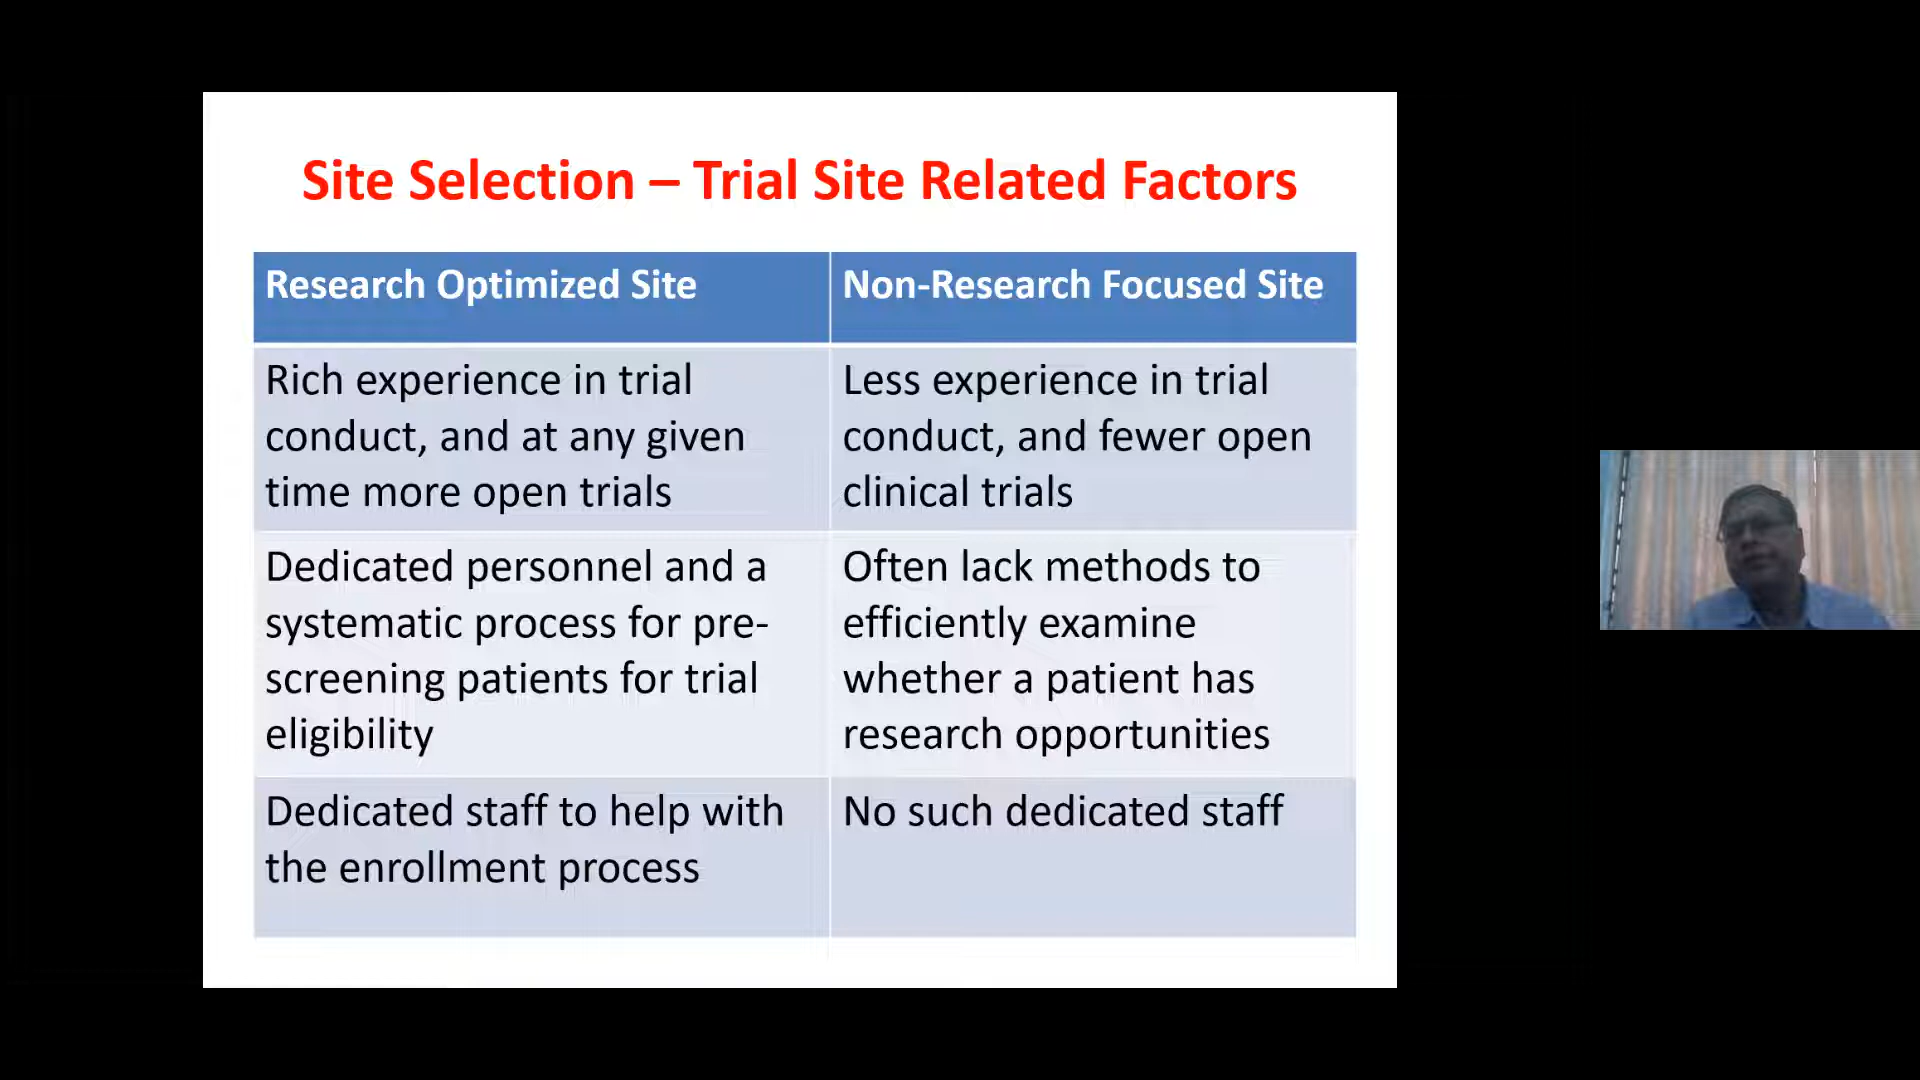 Site Selection – Trial Site Related Factors
Research Optimized Site
Non-Research Focused Site
Rich experience in trial
conduct, and at any given
time more open trials
Less experience in trial
conduct, and fewer open
clinical trials
Dedicated personnel and a
systematic process for pre-
screening patients for trial
eligibility
Often lack methods to
efficiently examine
whether a patient has
research opportunities
Dedicated staff to help with
the enrollment process
No such dedicated staff